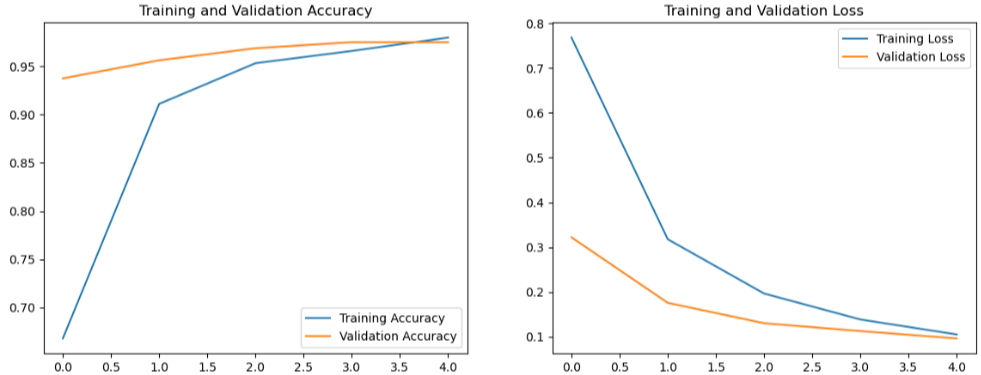 Training and Validation Accuracy
0.95
0.90
0.85
0.80
0.75
0.70
Training Accuracy
Validation Accuracy
0.0 0.5 1.0 1.5 2.0 2.5 3.0 3.5 4.0
Training and Validation Loss
0.8
0.7
0.6
0.5
0.4
0.3
0.2
0.1
Training Loss
Validation Loss
0.0 0.5 1.0 1.5 2.0 2.5 3.0 3.5 4.0